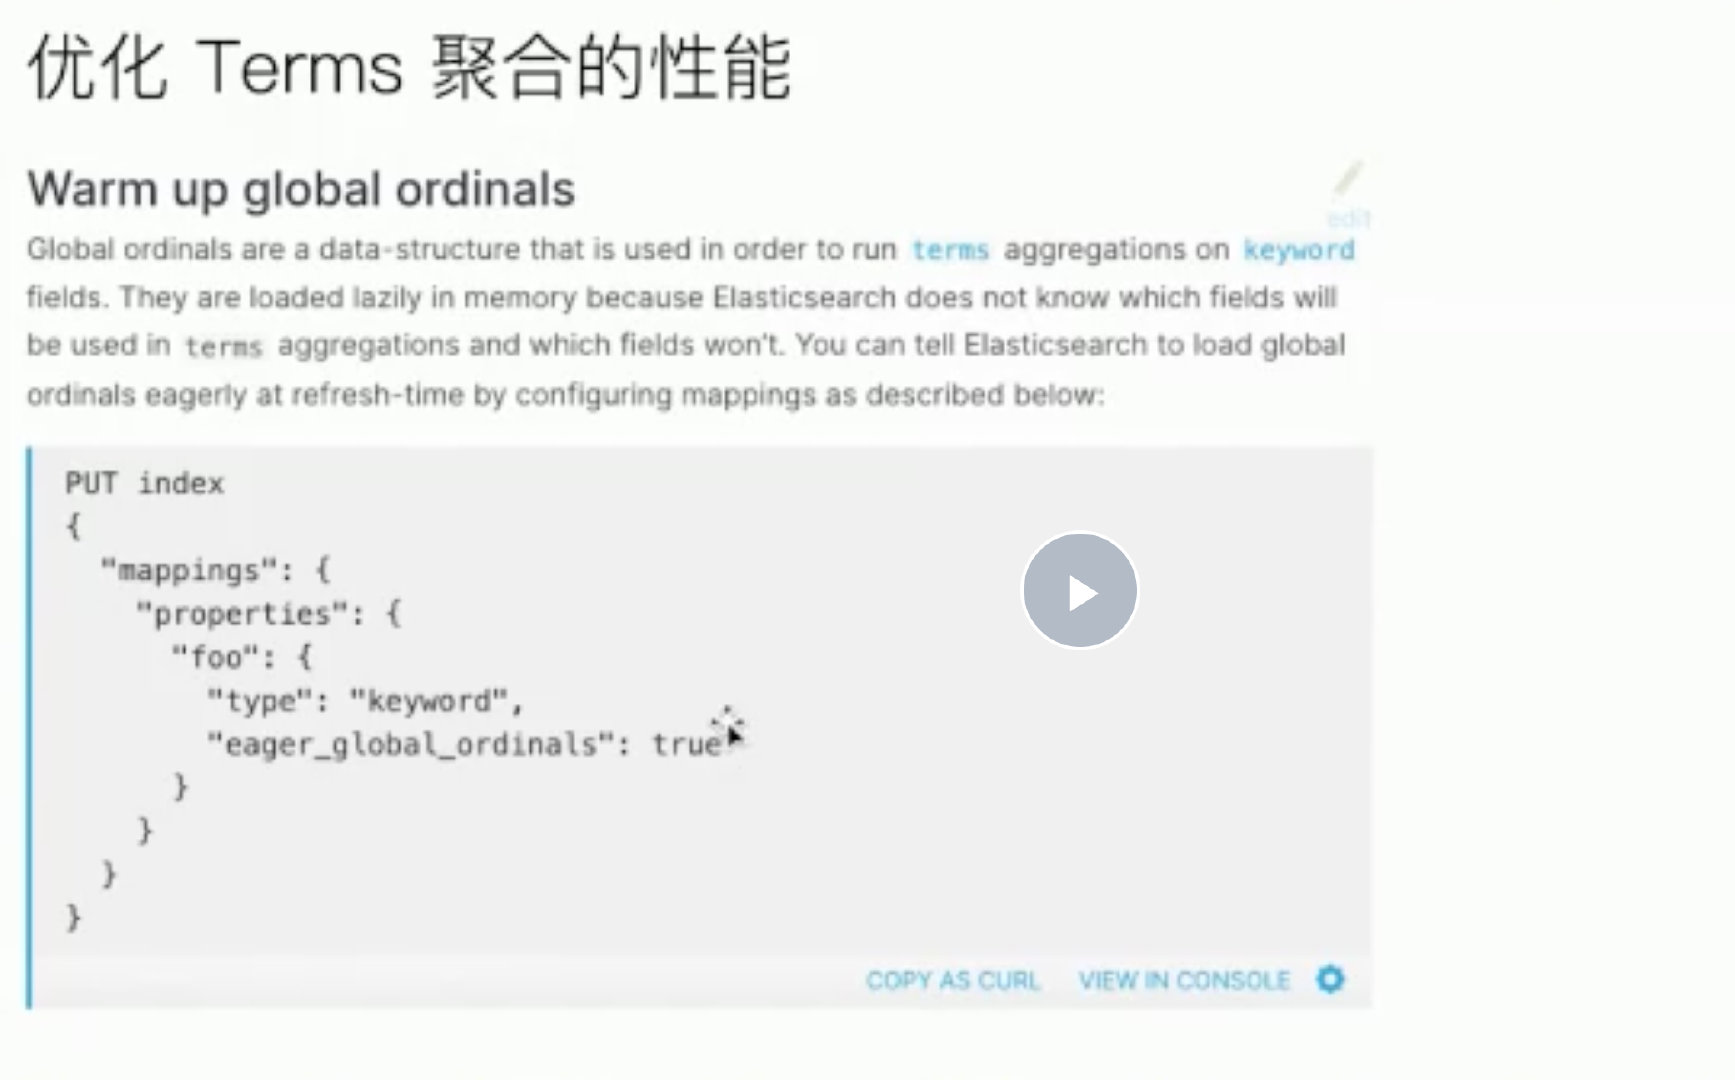 优化 Terms 聚合的性能
Warm up global ordinals
edit
Global ordinals are a data-structure that is used in order to run terms aggregations on keyword
fields. They are loaded lazily in memory because Elasticsearch does not know which fields will
be used in terms aggregations and which fields won't. You can tell Elasticsearch to load global
ordinals eagerly at refresh-time by configuring mappings as described below:
PUT index
{
  "mappings": {
    "properties": {
      "foo": {
        "type": "keyword",
        "eager_global_ordinals": true
      }
    }
  }
}
COPY AS CURL VIEW IN CONSOLE